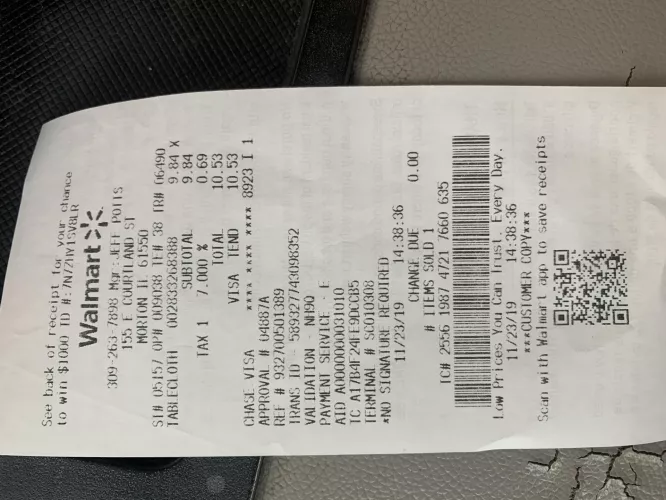 See back of receipt for your chance
to win $1000 ID #:7N7Z1V1SV8LR
Walmart
309-263-7898 Mgr:JEFF POTTS
155 E COURTLAND ST
MORTON IL 61550
ST# 05157 OP# 009038 TE# 38 TR# 06490
TABLECLOTH 002833268388 9.84 X
SUBTOTAL 9.84
TAX 1 7.000 % 0.69
TOTAL 10.53
VISA TEND 10.53
CHASE VISA **** **** **** 8923 I 1
APPROVAL # 04887A
REF # 932700501389
TRANS ID - 589327743098352
VALIDATION - NH9Q
PAYMENT SERVICE - E
AID A0000000031010
TC A17B4F24FE9DCCB5
TERMINAL # SC010308
*NO SIGNATURE REQUIRED
11/23/19 14:38:36
CHANGE DUE 0.00
# ITEMS SOLD 1
TC# 2556 1987 4721 7660 635
Low Prices You Can Trust. Every Day.
11/23/19 14:38:36
***CUSTOMER COPY***
Scan with Walmart app to save receipts